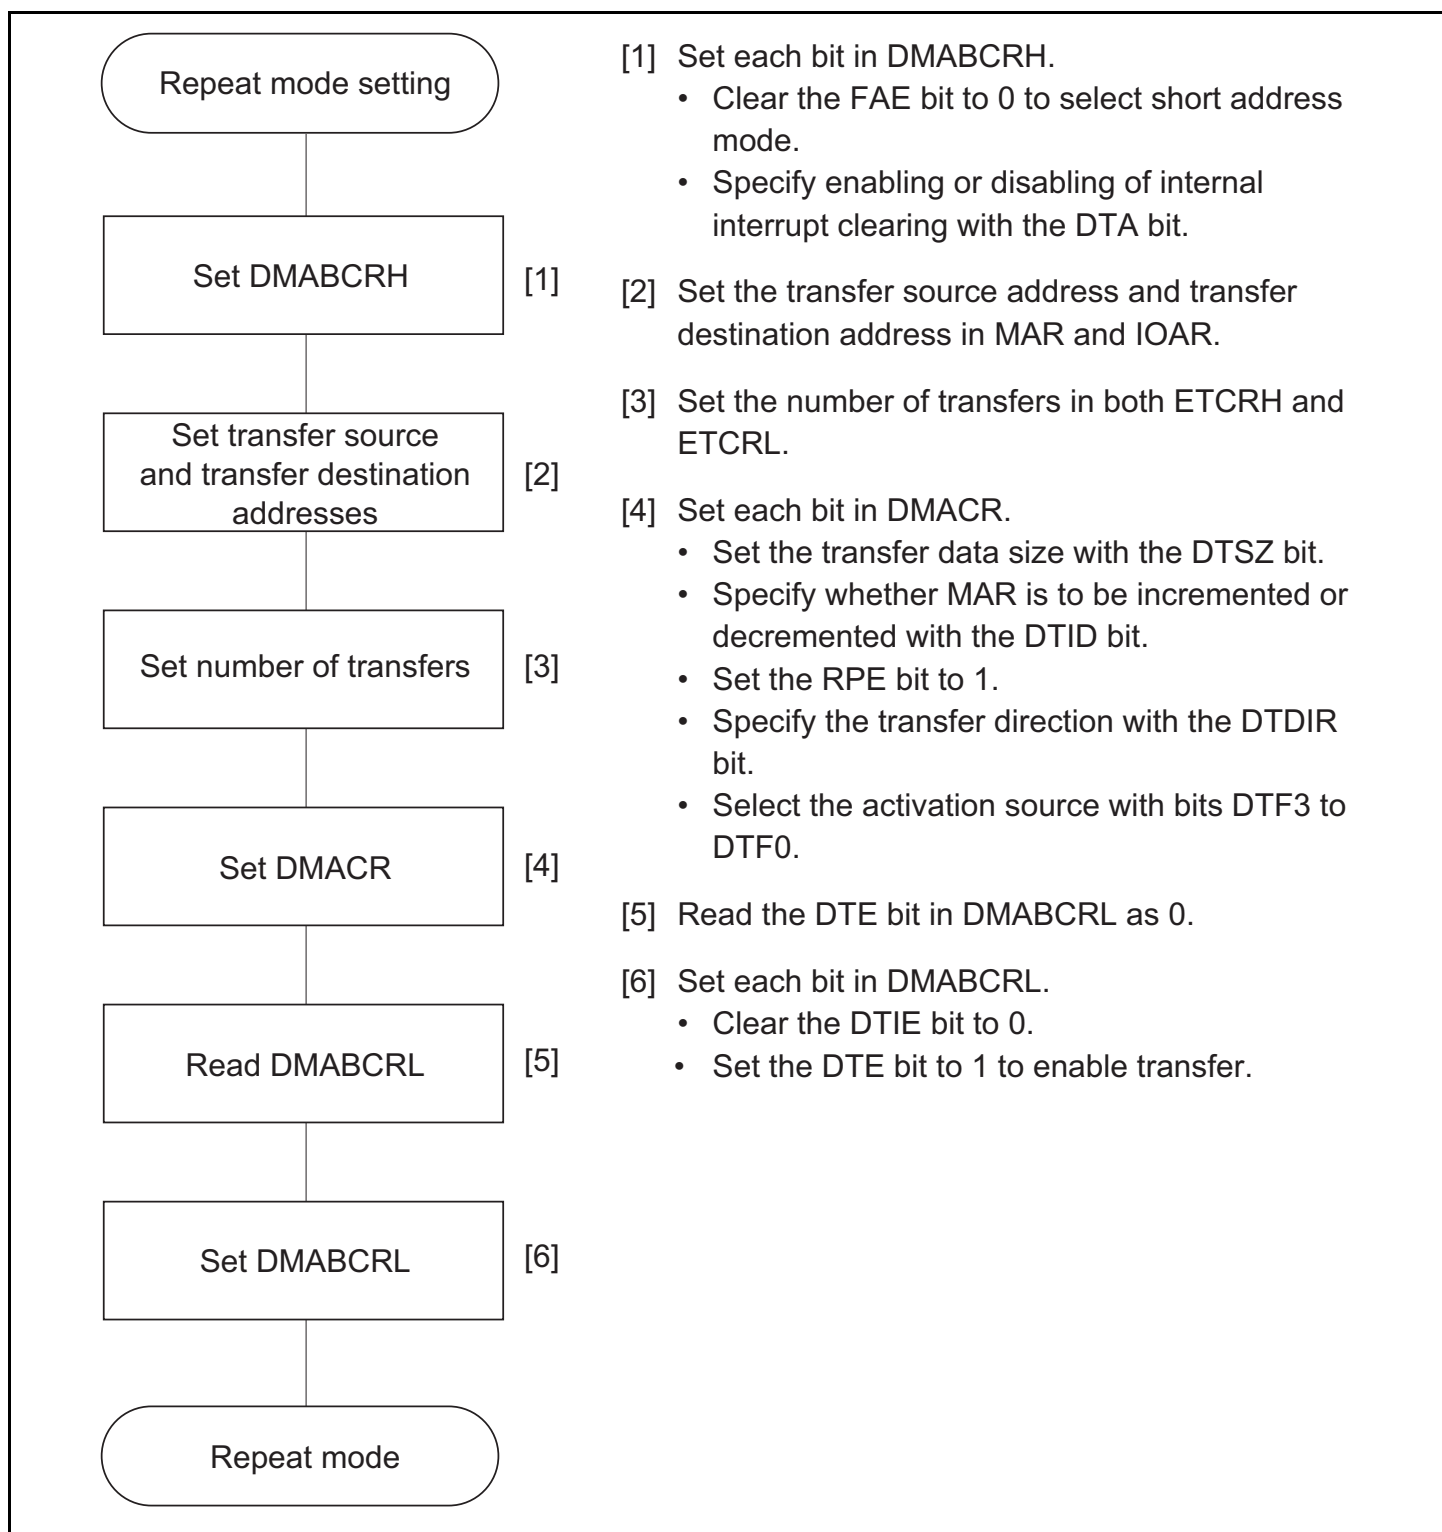 Repeat mode setting
Set DMABCRH
[1]
Set transfer source
and transfer destination
addresses
[2]
Set number of transfers
[3]
Set DMACR
[4]
Read DMABCRL
[5]
Set DMABCRL
[6]
Repeat mode
[1] Set each bit in DMABCRH.
• Clear the FAE bit to 0 to select short address
mode.
• Specify enabling or disabling of internal
interrupt clearing with the DTA bit.
[2] Set the transfer source address and transfer
destination address in MAR and IOAR.
[3] Set the number of transfers in both ETCRH and
ETCRL.
[4] Set each bit in DMACR.
• Set the transfer data size with the DTSZ bit.
• Specify whether MAR is to be incremented or
decremented with the DTID bit.
• Set the RPE bit to 1.
• Specify the transfer direction with the DTDIR
bit.
• Select the activation source with bits DTF3 to
DTF0.
[5] Read the DTE bit in DMABCRL as 0.
[6] Set each bit in DMABCRL.
• Clear the DTIE bit to 0.
• Set the DTE bit to 1 to enable transfer.